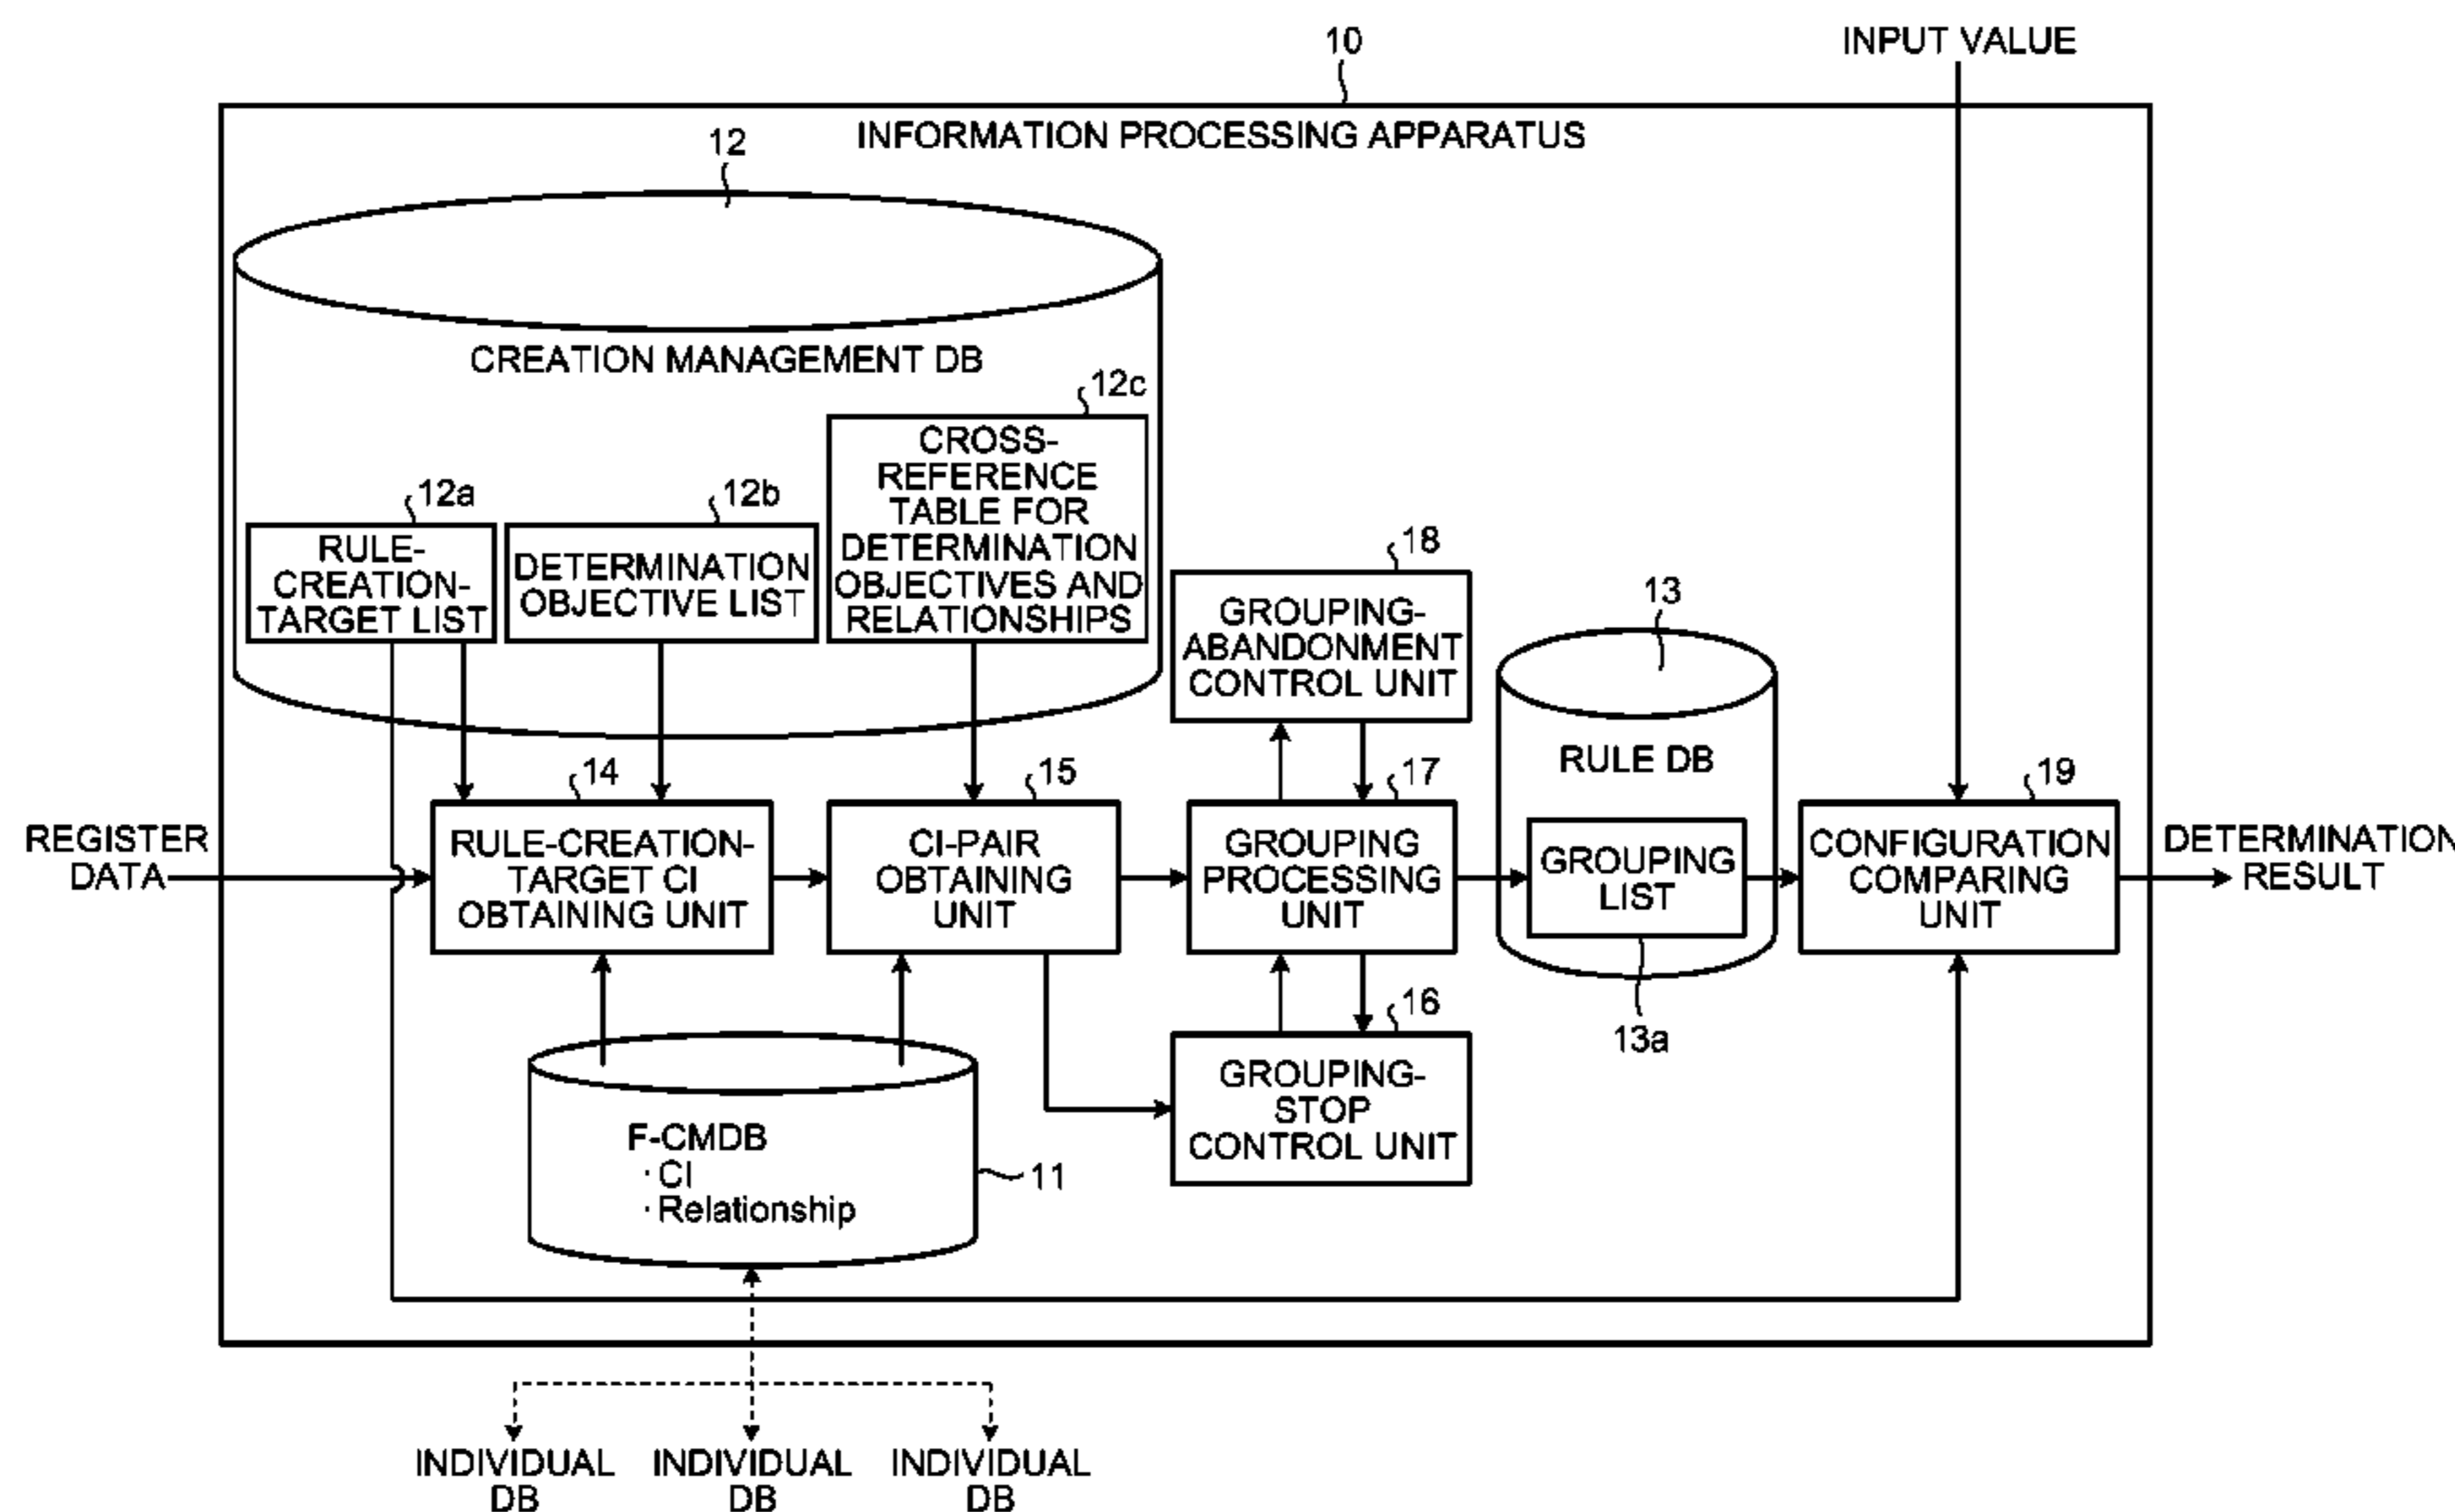 10
INPUT VALUE
INFORMATION PROCESSING APPARATUS
12
CREATION MANAGEMENT DB
12a
RULE-
CREATION-
TARGET LIST
12b
DETERMINATION
OBJECTIVE LIST
12c
CROSS-
REFERENCE
TABLE FOR
DETERMINATION
OBJECTIVES AND
RELATIONSHIPS
18
GROUPING-
ABANDONMENT
CONTROL UNIT
13
RULE DB
REGISTER
DATA
14
RULE-CREATION-
TARGET CI
OBTAINING UNIT
15
CI-PAIR
OBTAINING
UNIT
17
GROUPING
PROCESSING
UNIT
GROUPING
LIST
13a
19
CONFIGURATION
COMPARING
UNIT
DETERMINATION
RESULT
16
GROUPING-
STOP
CONTROL UNIT
F-CMDB
· CI
· Relationship
11
INDIVIDUAL
DB
INDIVIDUAL
DB
INDIVIDUAL
DB